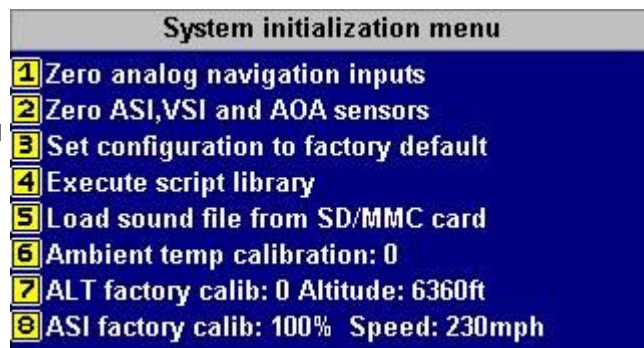 System initialization menu
1 Zero analog navigation inputs
2 Zero ASI,VSI and AOA sensors
3 Set configuration to factory default
4 Execute script library
5 Load sound file from SD/MMC card
6 Ambient temp calibration: 0
7 ALT factory calib: 0 Altitude: 6360ft
8 ASI factory calib: 100% Speed: 230mph